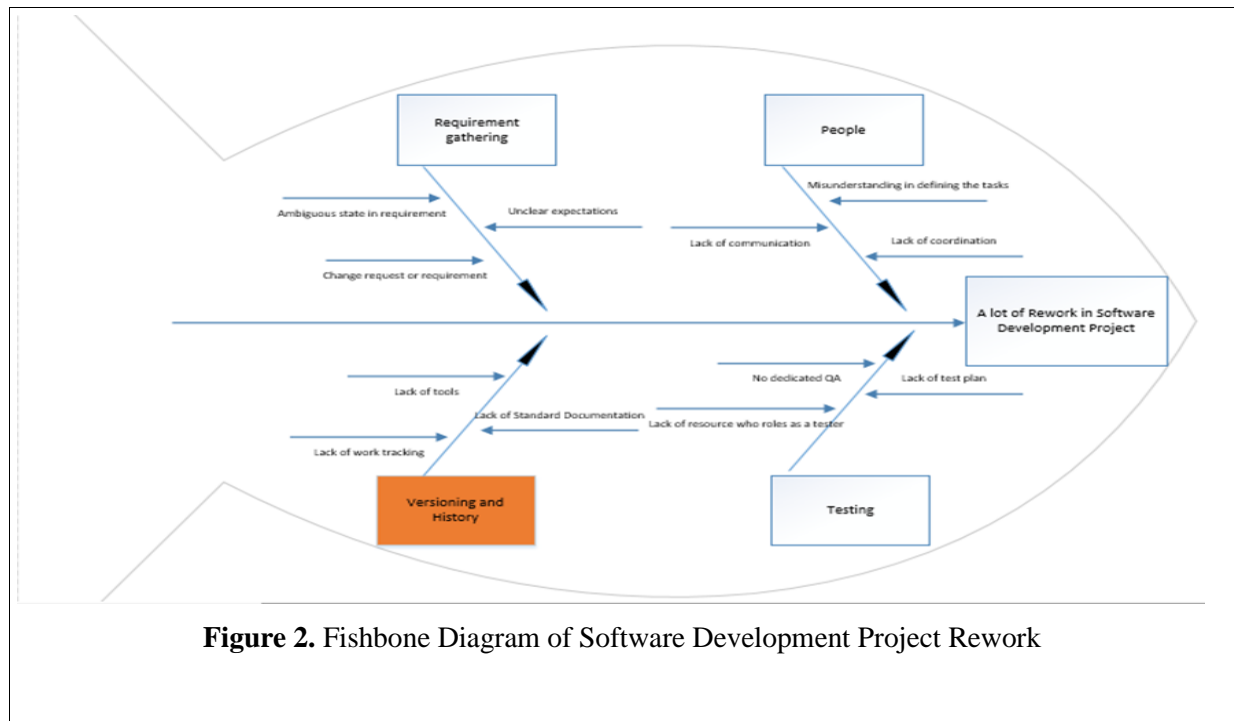 Requirement
gathering
People
Misunderstanding in defining the tasks
Ambiguous state in requirement
Unclear expectations
Lack of communication
Lack of coordination
Change request or requirement
A lot of Rework in Software
Development Project
No dedicated QA
Lack of test plan
Lack of tools
Lack of Standard Documentation
Lack of resource who roles as a tester
Lack of work tracking
Versioning and
History
Testing
Figure 2. Fishbone Diagram of Software Development Project Rework